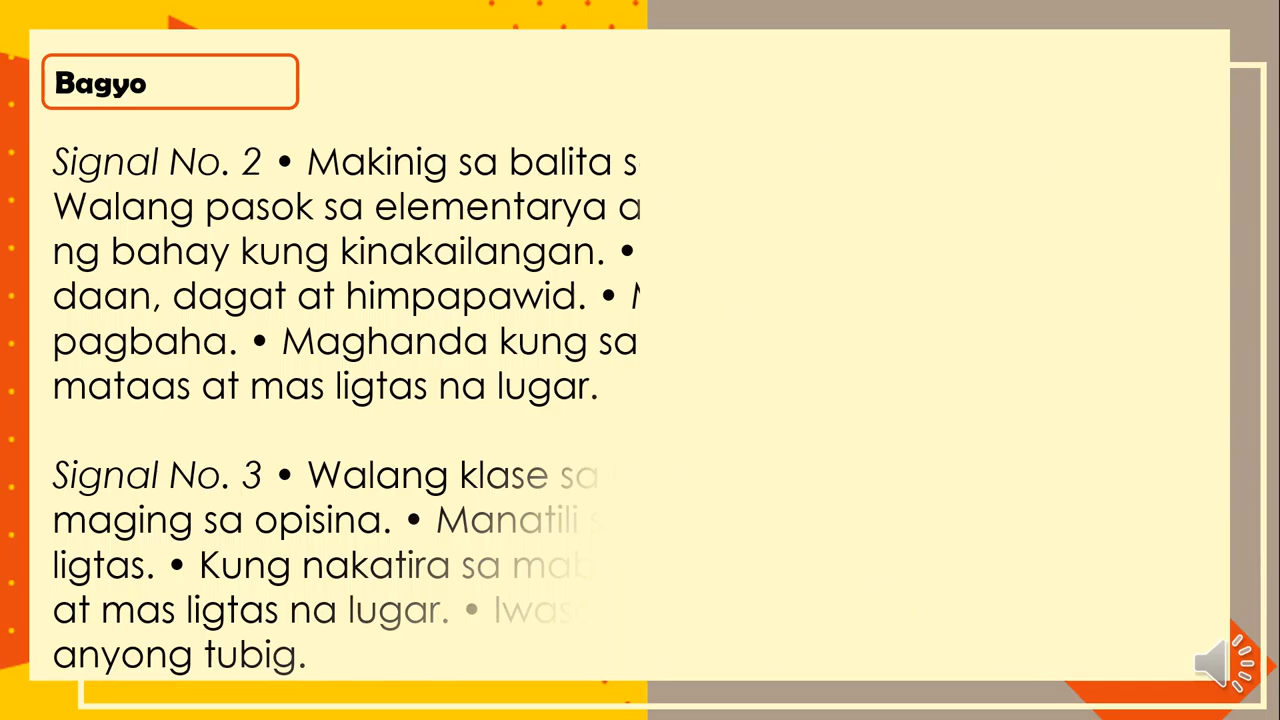 Bagyo
Signal No. 2 • Makinig sa balita
Walang pasok sa elementarya
ng bahay kung kinakailangan. •
daan, dagat at himpapawid. •
pagbaha. • Maghanda kung sa
mataas at mas ligtas na lugar.
Signal No. 3 • Walang klase sa
maging sa opisina. • Manatili
ligtas. • Kung nakatira sa
at mas ligtas na lugar. •
anyong tubig.